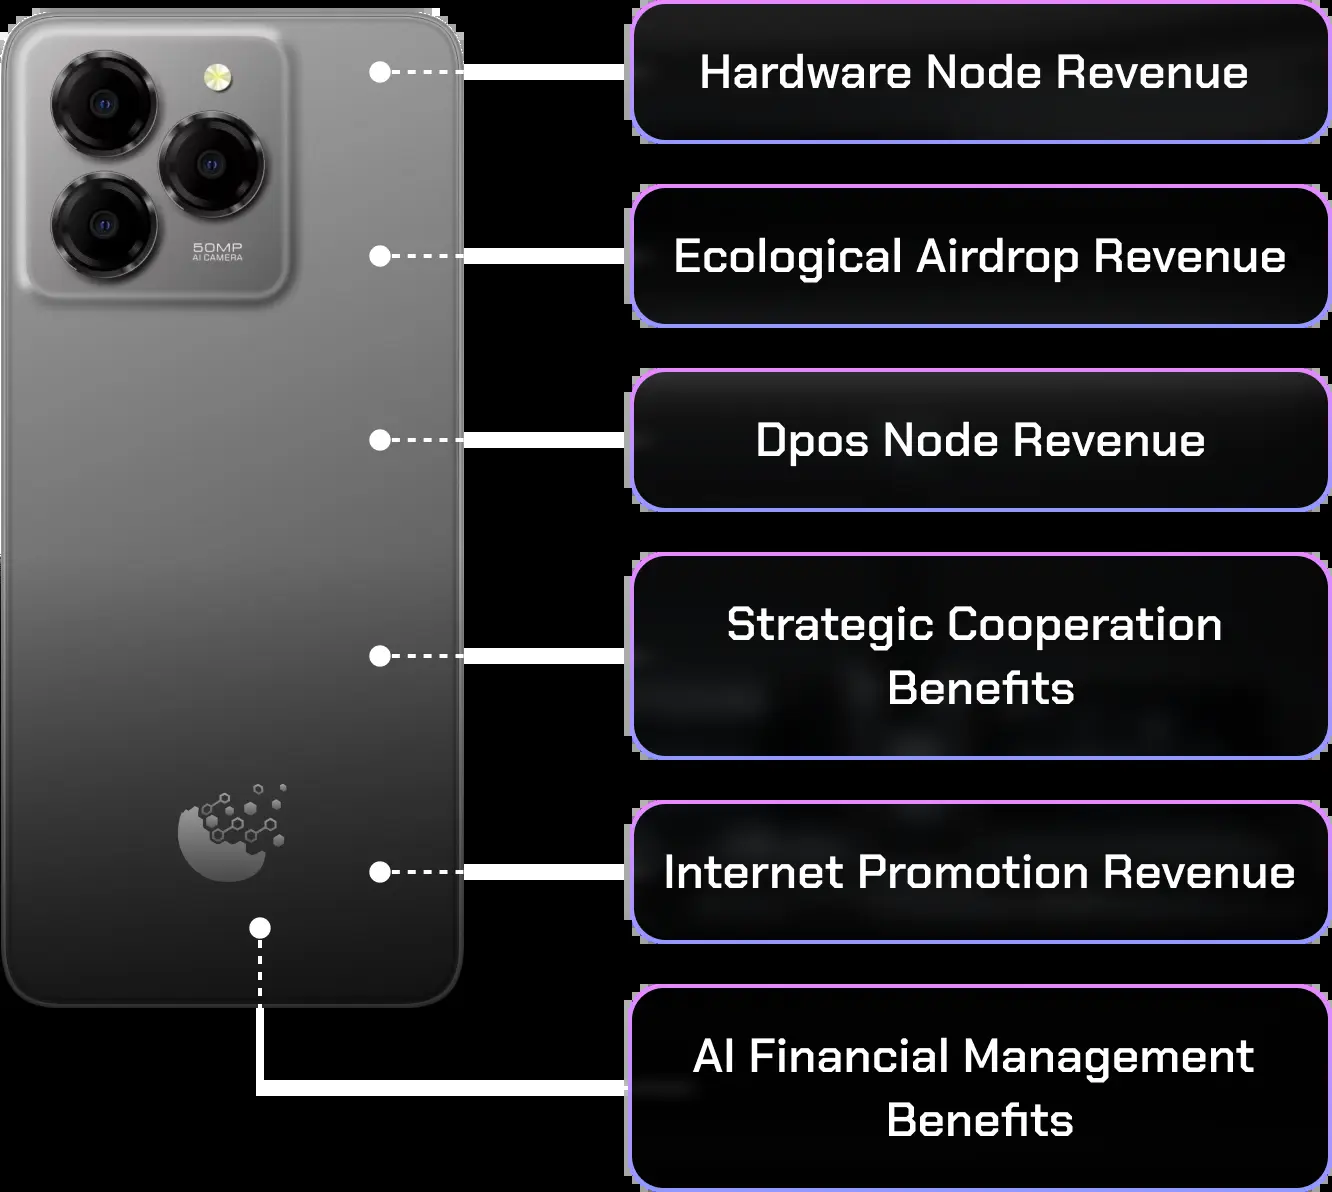 Hardware Node Revenue
50MP
AI CAMERA
Ecological Airdrop Revenue
Dpos Node Revenue
Strategic Cooperation
Benefits
Internet Promotion Revenue
AI Financial Management
Benefits